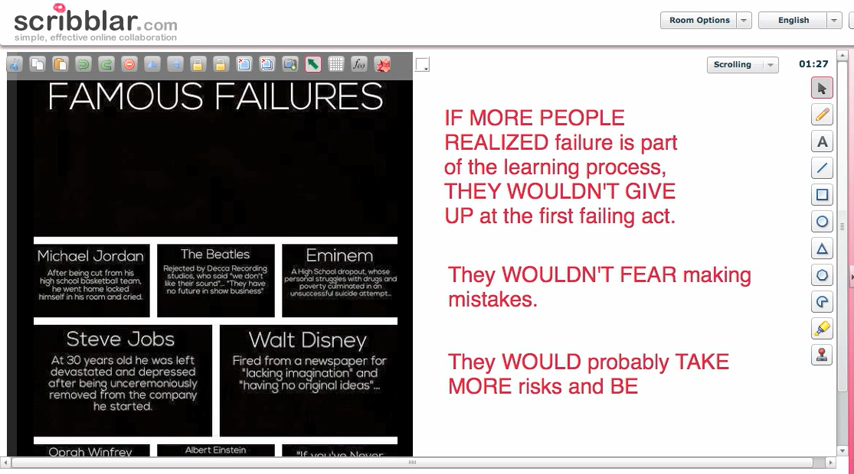 scribblar.com
simple, effective online collaboration
Room Options
English
Scrolling
01:27
FAMOUS FAILURES
Michael Jordan
After being cut from his
high school basketball team,
he went home locked
himself in his room and cried.
The Beatles
Rejected by Decca Recording
studios, who said "we don't
like their sound"... "They have
no future in show business"
Eminem
A High School dropout, whose
personal struggles with drugs and
poverty culminated in an
unsuccessful suicide attempt...
Steve Jobs
At 30 years old he was left
devastated and depressed
after being unceremoniously
removed from the company
he started.
Walt Disney
Fired from a newspaper for
"lacking imagination" and
"having no original ideas"...
Oprah Winfrey
Albert Einstein
"If you've Never
IF MORE PEOPLE
REALIZED failure is part
of the learning process,
THEY WOULDN'T GIVE
UP at the first failing act.
They WOULDN'T FEAR making
mistakes.
They WOULD probably TAKE
MORE risks and BE
A